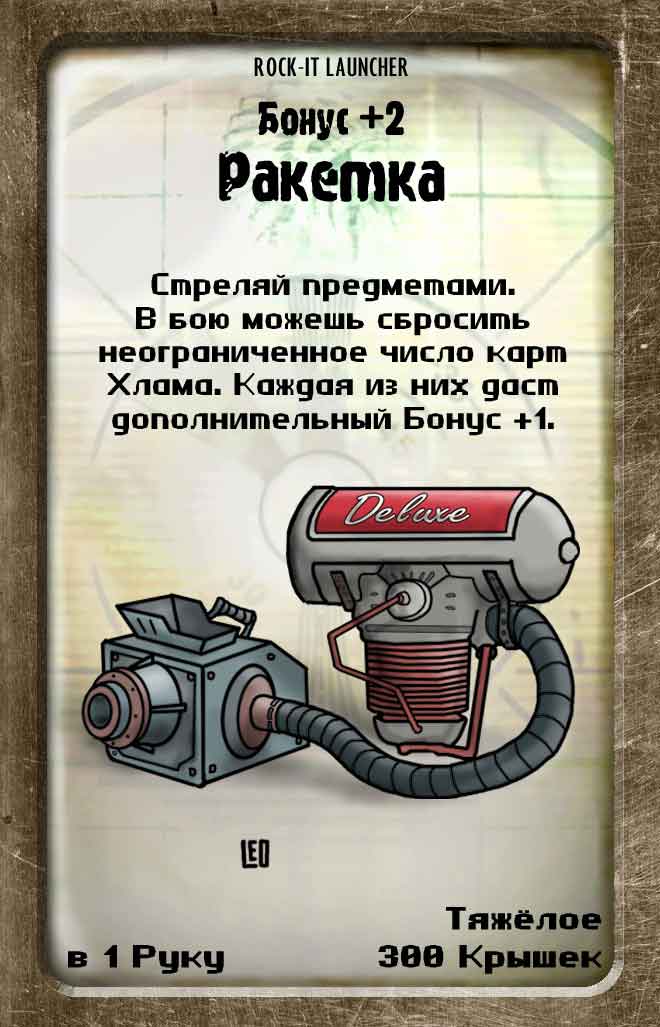 ROCK-IT LAUNCHER
Бонус +2
Ракетка
Стреляй предметами.
В бою можешь сбросить
неограниченное число карт
Хлама. Каждая из них даст
дополнительный Бонус +1.
Deluxe
LEO
Тяжёлое
в 1 Руку
300 Крышек